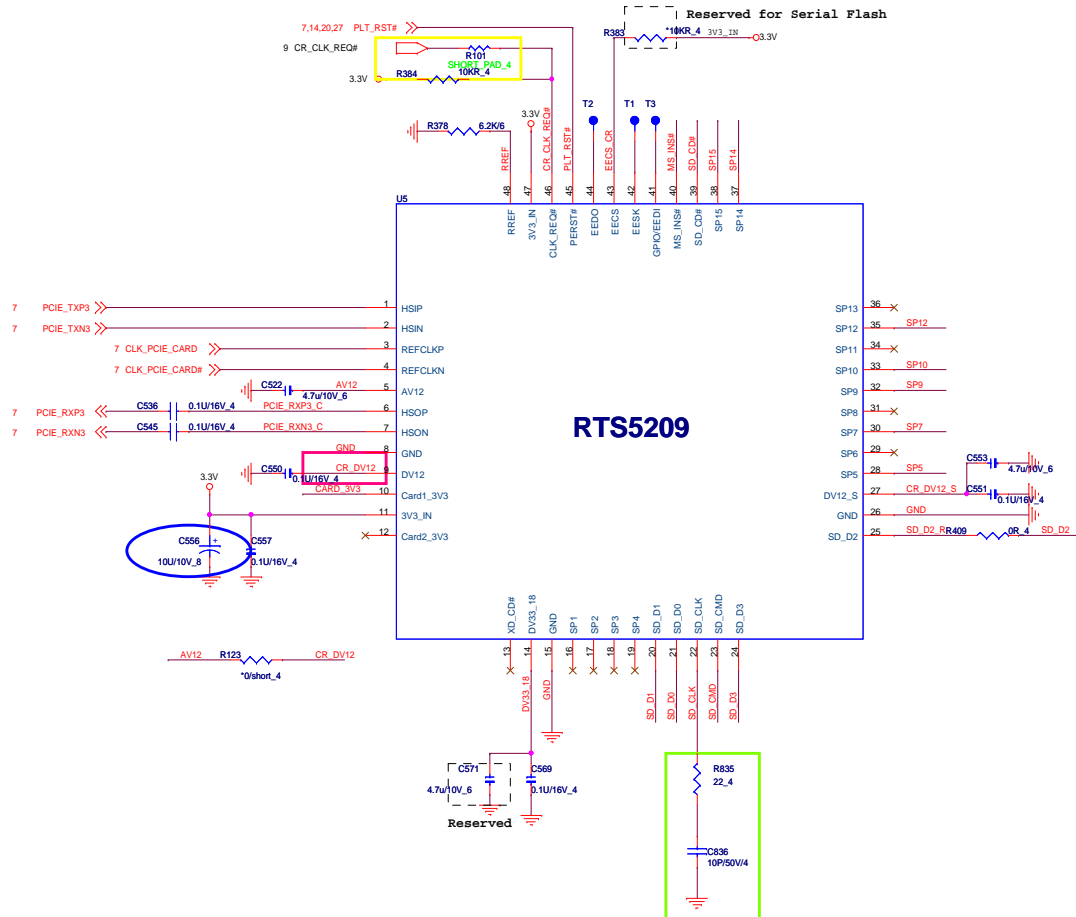 Reserved for Serial Flash
7,14,20,27 PLT_RST#
R383 *10KR_4 3V3_IN 3.3V
9 CR_CLK_REQ#
R101
SHORT_PAD_4
3.3V R384 10KR_4
T2 T1 T3
3.3V
R378 6.2K/6
RREF CR_CLK_REQ# PLT_RST# EECS_CR MS_INS# SD_CD# SP15 SP14
48 47 46 45 44 43 42 41 40 39 38 37
U5
RREF 3V3_IN CLK_REQ# PERST# EEDO EECS EESK GPIO/EEDI MS_INS# SD_CD# SP15 SP14
7 PCIE_TXP3 1 HSIP
SP13 36
7 PCIE_TXN3 2 HSIN
SP12 35 SP12
7 CLK_PCIE_CARD 3 REFCLKP
SP11 34
7 CLK_PCIE_CARD# 4 REFCLKN
SP10 33 SP10
C522 4.7u/10V_6 AV12 5 AV12
SP9 32 SP9
7 PCIE_RXP3 C536 0.1U/16V_4 PCIE_RXP3_C 6 HSOP
SP8 31
7 PCIE_RXN3 C545 0.1U/16V_4 PCIE_RXN3_C 7 HSON
SP7 30 SP7
RTS5209
GND 8 GND
SP6 29
C550 0.1U/16V_4 CR_DV12 9 DV12
SP5 28 SP5
C553 4.7u/10V_6
CARD_3V3 10 Card1_3V3
DV12_S 27 CR_DV12_S C551 0.1U/16V_4
3.3V
11 3V3_IN
GND 26 GND
12 Card2_3V3
SD_D2 25 SD_D2_R R409 0R_4 SD_D2
C556 10U/10V_8
C557 0.1U/16V_4
XD_CD# DV33_18 GND SP1 SP2 SP3 SP4 SD_D1 SD_D0 SD_CLK SD_CMD SD_D3
13 14 15 16 17 18 19 20 21 22 23 24
AV12 R123 CR_DV12
*0/short_4
DV33_18 GND SD_D1 SD_D0 SD_CLK SD_CMD SD_D3
C571 4.7u/10V_6
C569 0.1U/16V_4
Reserved
R835
22_4
C836
10P/50V/4